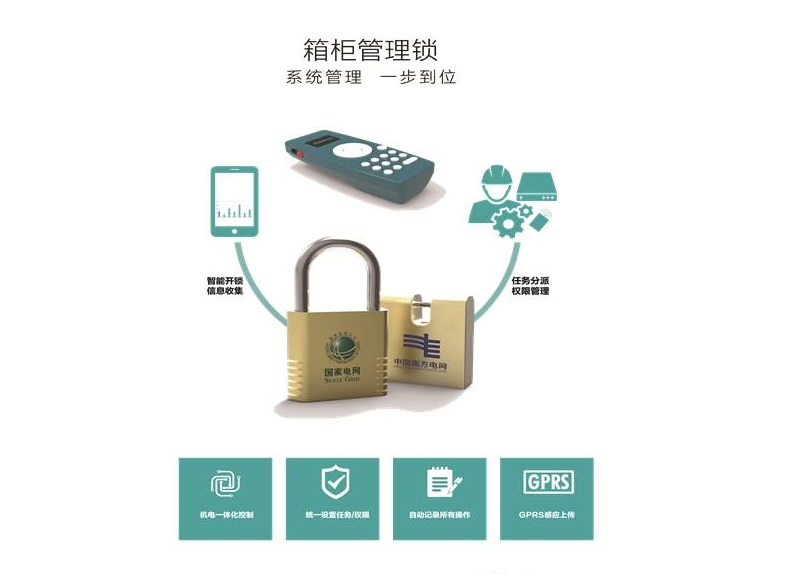 箱柜管理锁
系统管理 一步到位
智能开锁
信息收集
任务分派
权限管理
国家电网
STATE GRID
中国南方电网
机电一体化控制
统一设置任务/权限
自动记录所有操作
GPRS
GPRS感应上传